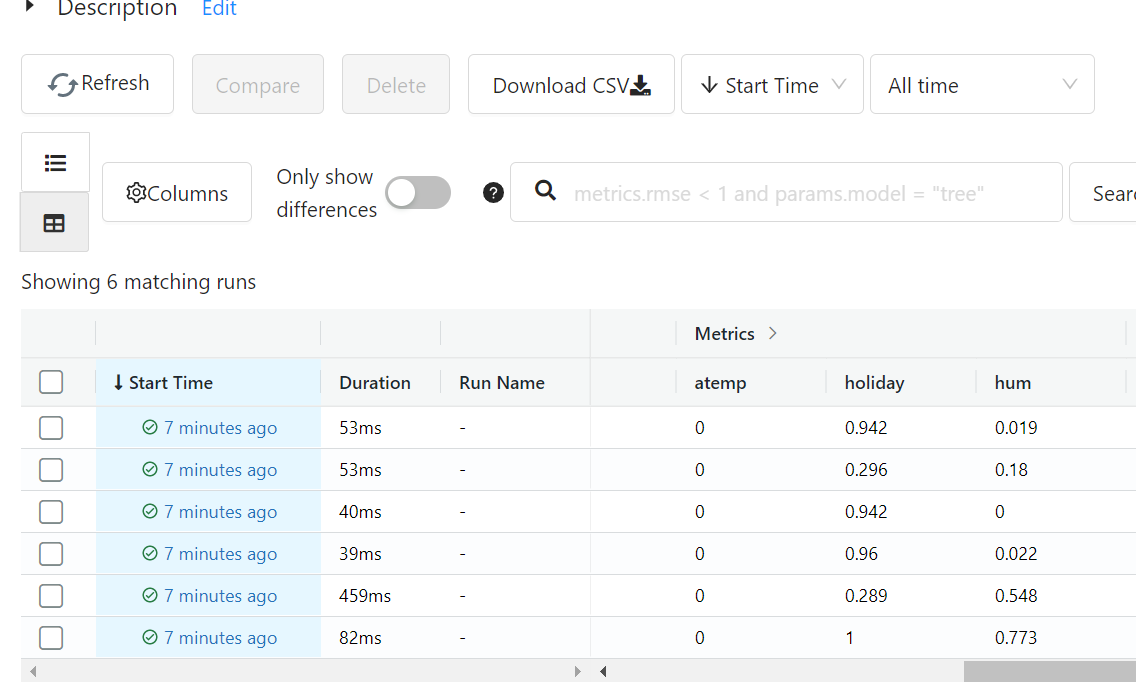 Description Edit
Refresh Compare Delete Download CSV Start Time All time
Columns Only show differences metrics.rmse < 1 and params.model = "tree"
Showing 6 matching runs
Metrics
Start Time Duration Run Name atemp holiday hum
7 minutes ago 53ms - 0 0.942 0.019
7 minutes ago 53ms - 0 0.296 0.18
7 minutes ago 40ms - 0 0.942 0
7 minutes ago 39ms - 0 0.96 0.022
7 minutes ago 459ms - 0 0.289 0.548
7 minutes ago 82ms - 0 1 0.773